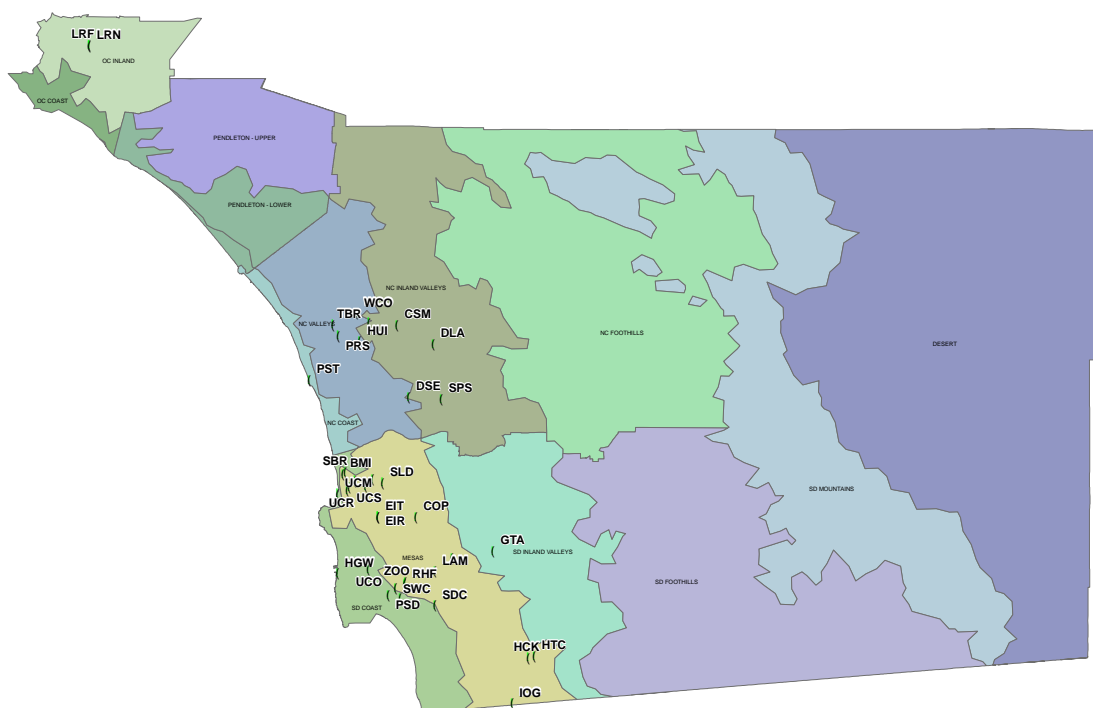 LRF LRN
OC INLAND
OC COAST
PENDLETON - UPPER
PENDLETON - LOWER
NC INLAND VALLEYS
WCO
TBR
CSM
NC VALLEYS
HUI
DLA
NC FOOTHILLS
DESERT
PRS
PST
DSE
SPS
NC COAST
SBR BMI
SLD
UCM
SD MOUNTAINS
UCS
UCR
EIT
COP
EIR
GTA
SD INLAND VALLEYS
MESAS
HGW
LAM
ZOO RHF
UCO
SD FOOTHILLS
SWC
SDC
SD COAST
PSD
HCK HTC
IOG